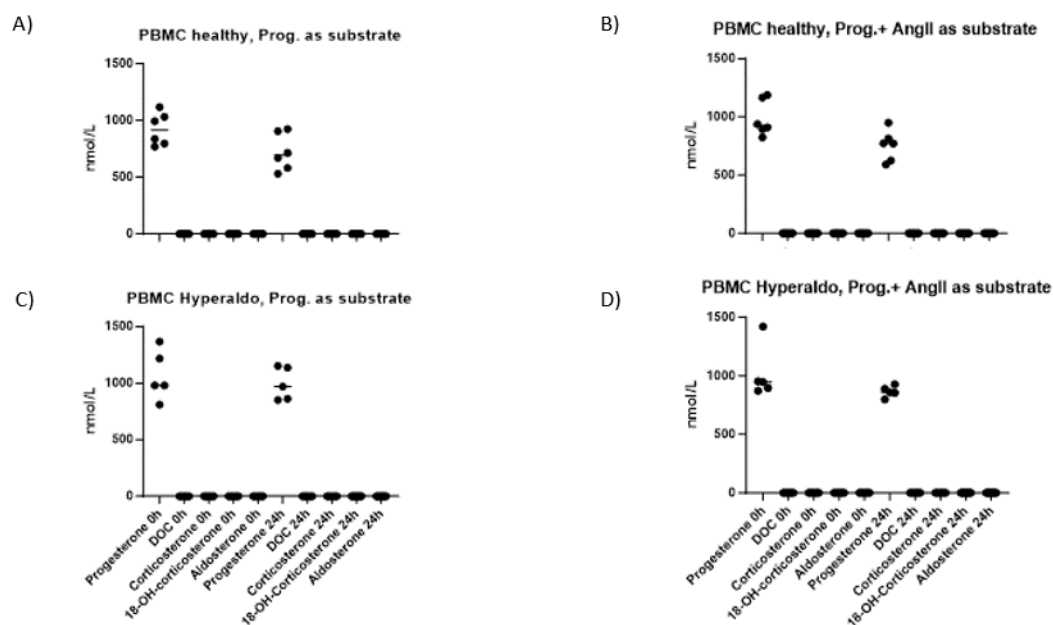 A)
PBMC healthy, Prog. as substrate
1500
1000
500
0
nmol/L
B)
PBMC healthy, Prog.+ AngII as substrate
1500
1000
500
0
nmol/L
C)
PBMC Hyperaldo, Prog. as substrate
1500
1000
500
0
nmol/L
Progesterone 0h
DOC 0h
Corticosterone 0h
18-OH-corticosterone 0h
Aldosterone 0h
Progesterone 24h
DOC 24h
Corticosterone 24h
18-OH-Corticosterone 24h
Aldosterone 24h
D)
PBMC Hyperaldo, Prog.+ AngII as substrate
1500
1000
500
0
nmol/L
Progesterone 0h
DOC 0h
Corticosterone 0h
18-OH-corticosterone 0h
Aldosterone 0h
Progesterone 24h
DOC 24h
Corticosterone 24h
18-OH-Corticosterone 24h
Aldosterone 24h